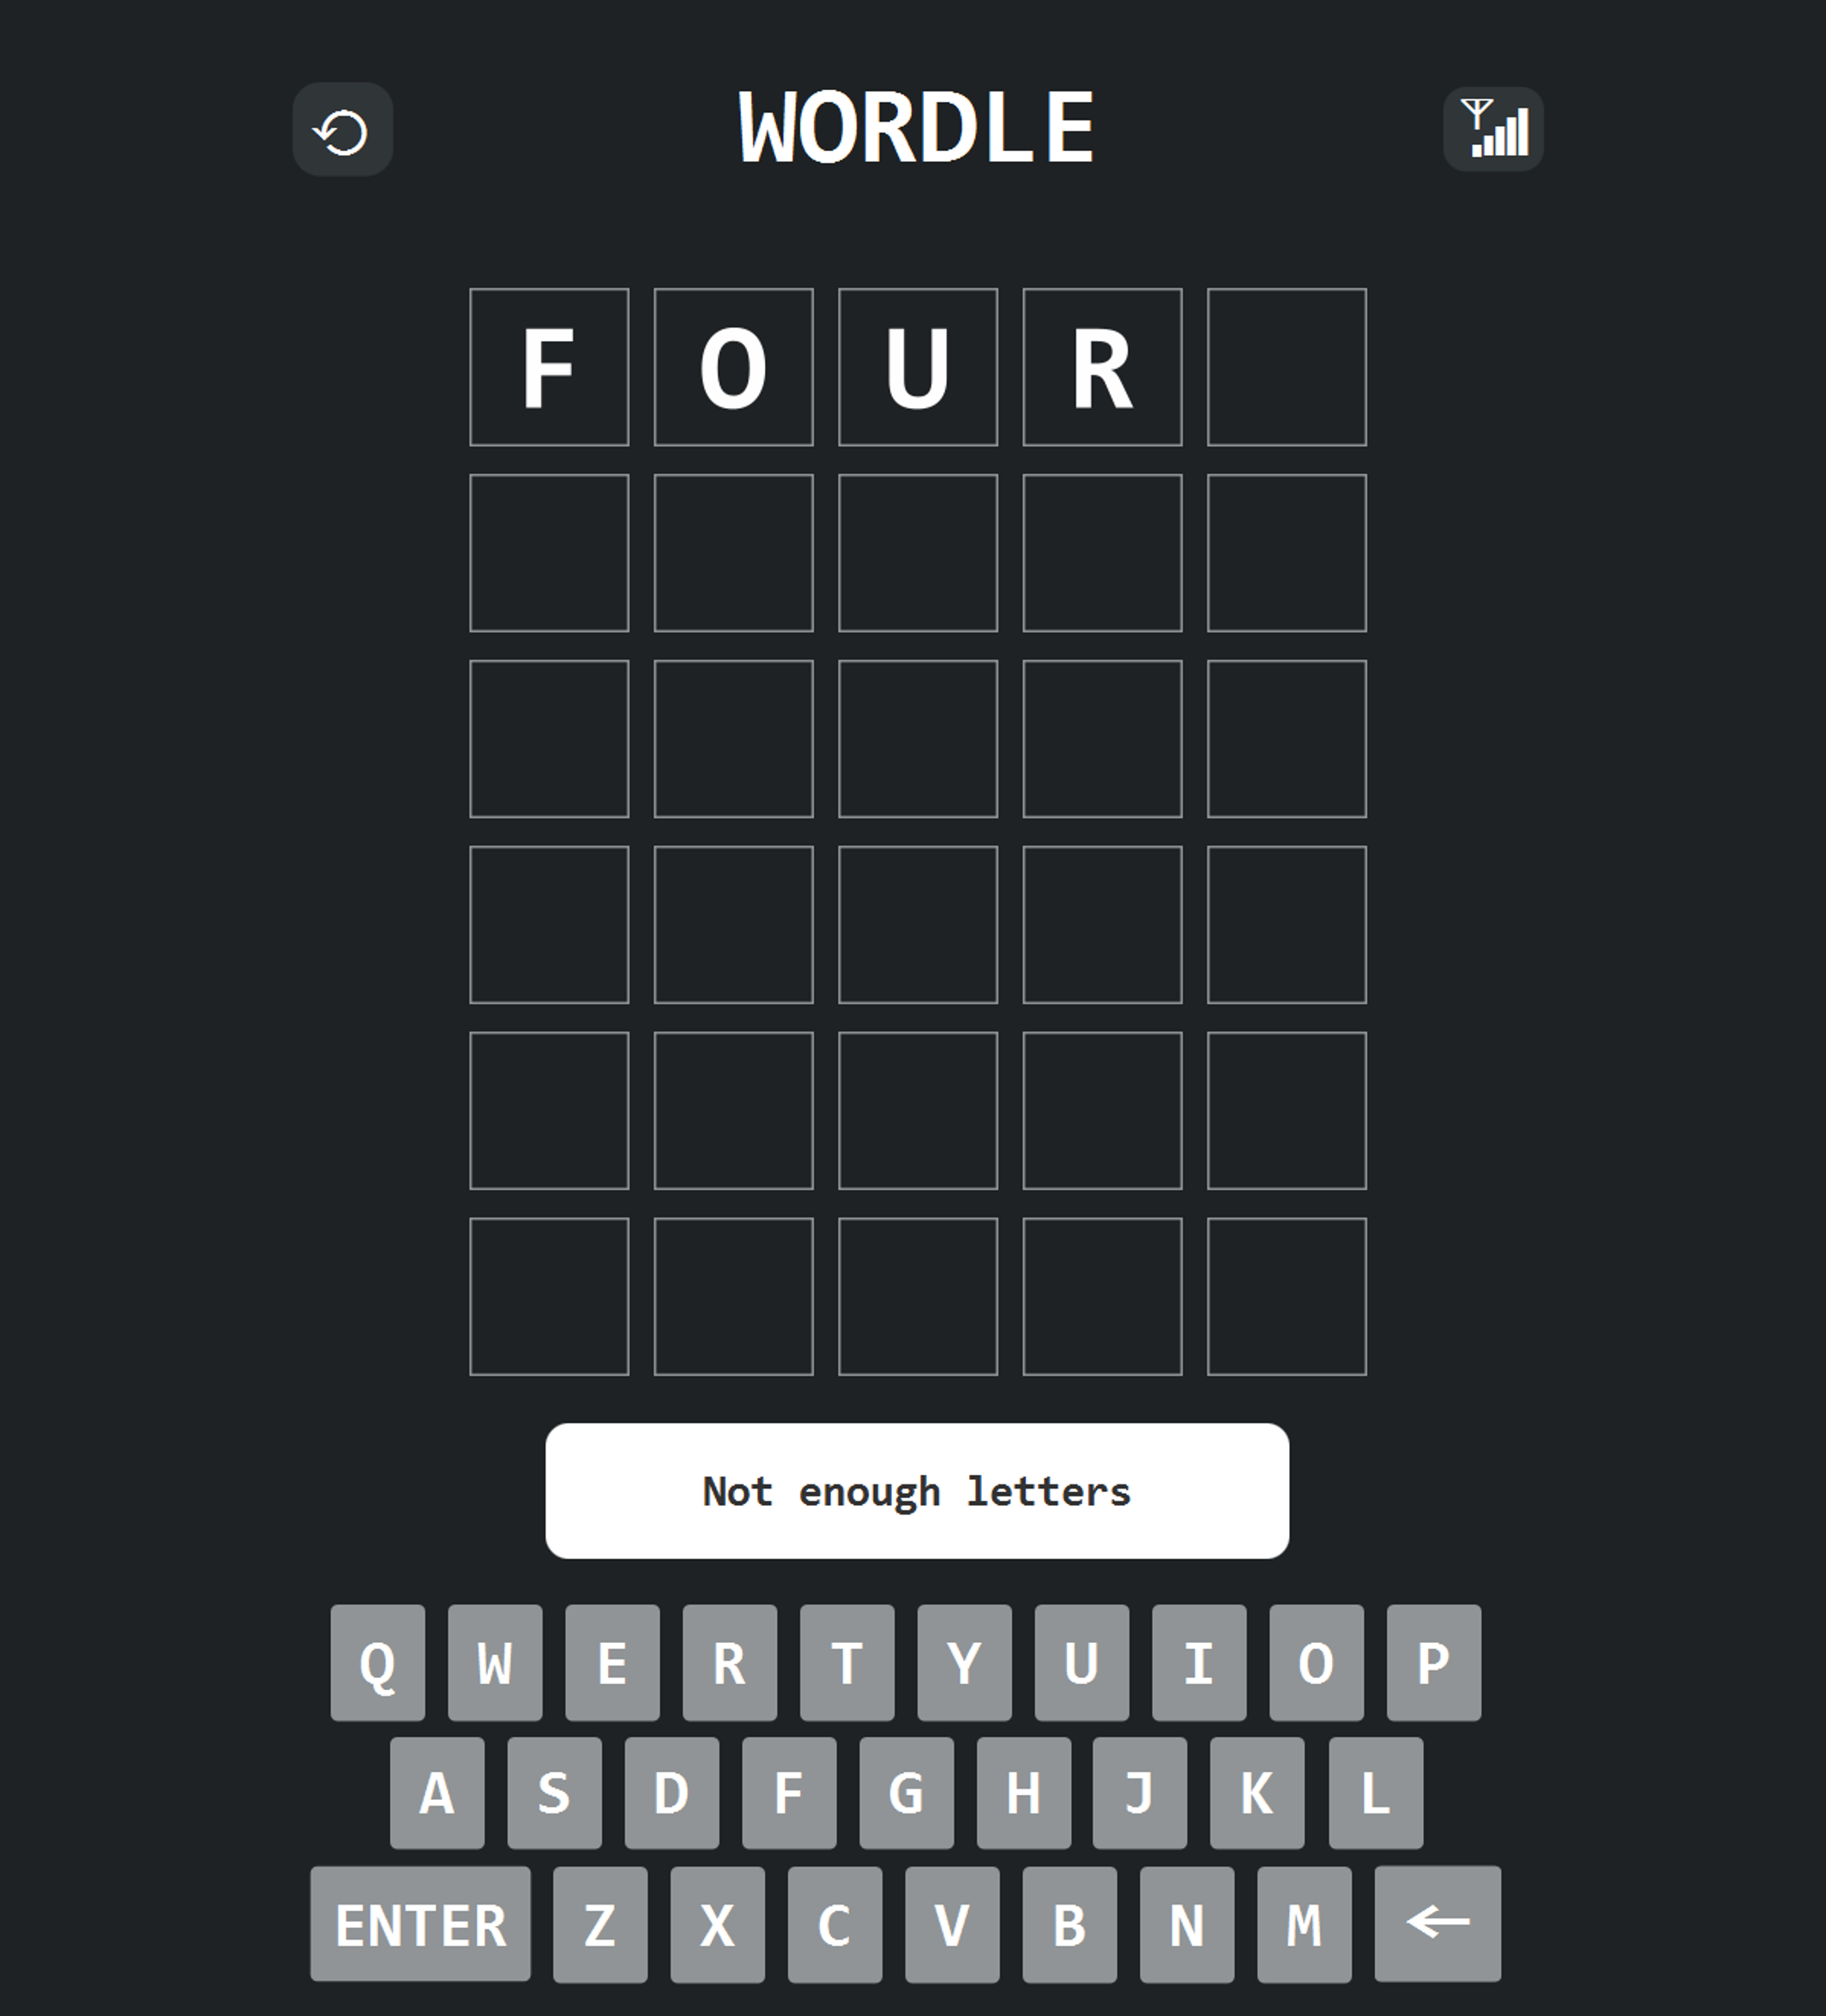 WORDLE
F O U R
Not enough letters
Q W E R T Y U I O P
A S D F G H J K L
ENTER Z X C V B N M ←